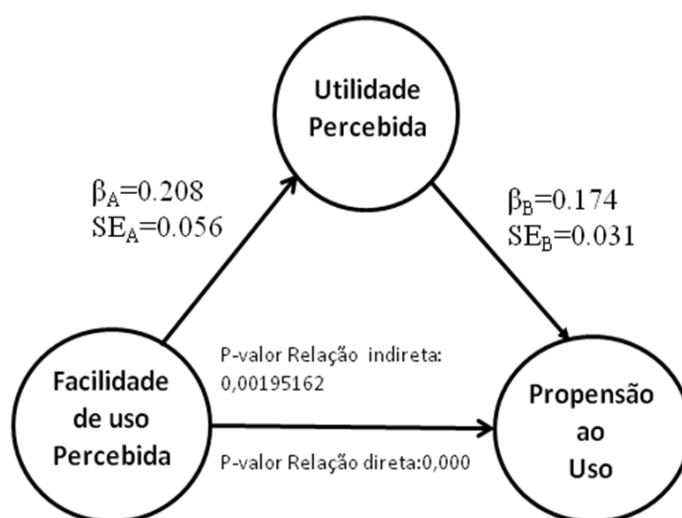 Utilidade
Percebida
βA=0.208
SEA=0.056
βB=0.174
SEB=0.031
P-valor Relação indireta:
0,00195162
Facilidade
de uso
Percebida
Propensão
ao
Uso
P-valor Relação direta:0,000